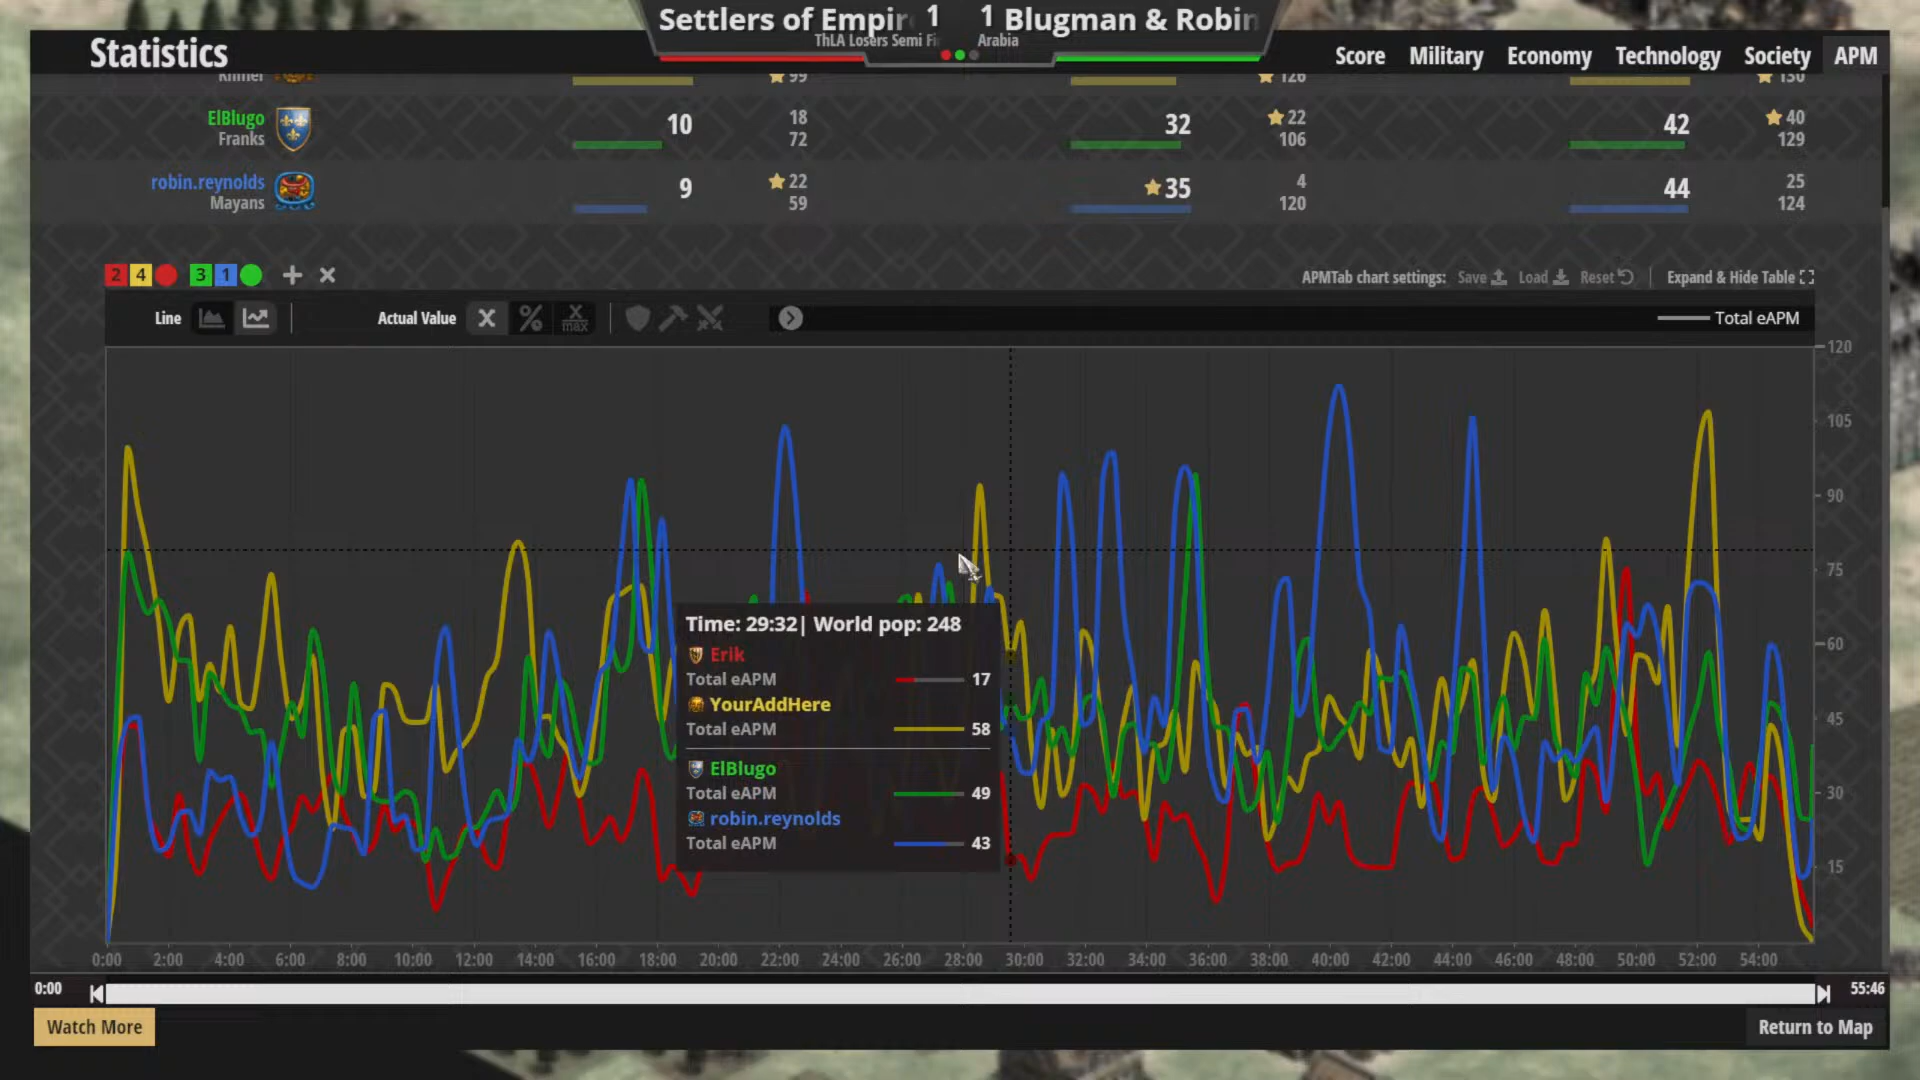 Settlers of Empir 1 1 Blugman & Robin
ThLA Losers Semi Fi Arabia
Statistics
Score Military Economy Technology Society APM
Khmer 99 126 130
ElBlugo 10 18 32 22 42 40
Franks 72 106 129
robin.reynolds 9 22 35 4 44 25
Mayans 59 120 124
2 4 3 1
APMTab chart settings: Save Load Reset Expand & Hide Table
Line Actual Value X % X max Total eAPM
120
105
90
75
60
45
30
15
Time: 29:32| World pop: 248
Erik
Total eAPM 17
YourAddHere
Total eAPM 58
ElBlugo
Total eAPM 49
robin.reynolds
Total eAPM 43
0:00 2:00 4:00 6:00 8:00 10:00 12:00 14:00 16:00 18:00 20:00 22:00 24:00 26:00 28:00 30:00 32:00 34:00 36:00 38:00 40:00 42:00 44:00 46:00 48:00 50:00 52:00 54:00
0:00 55:46
Watch More Return to Map